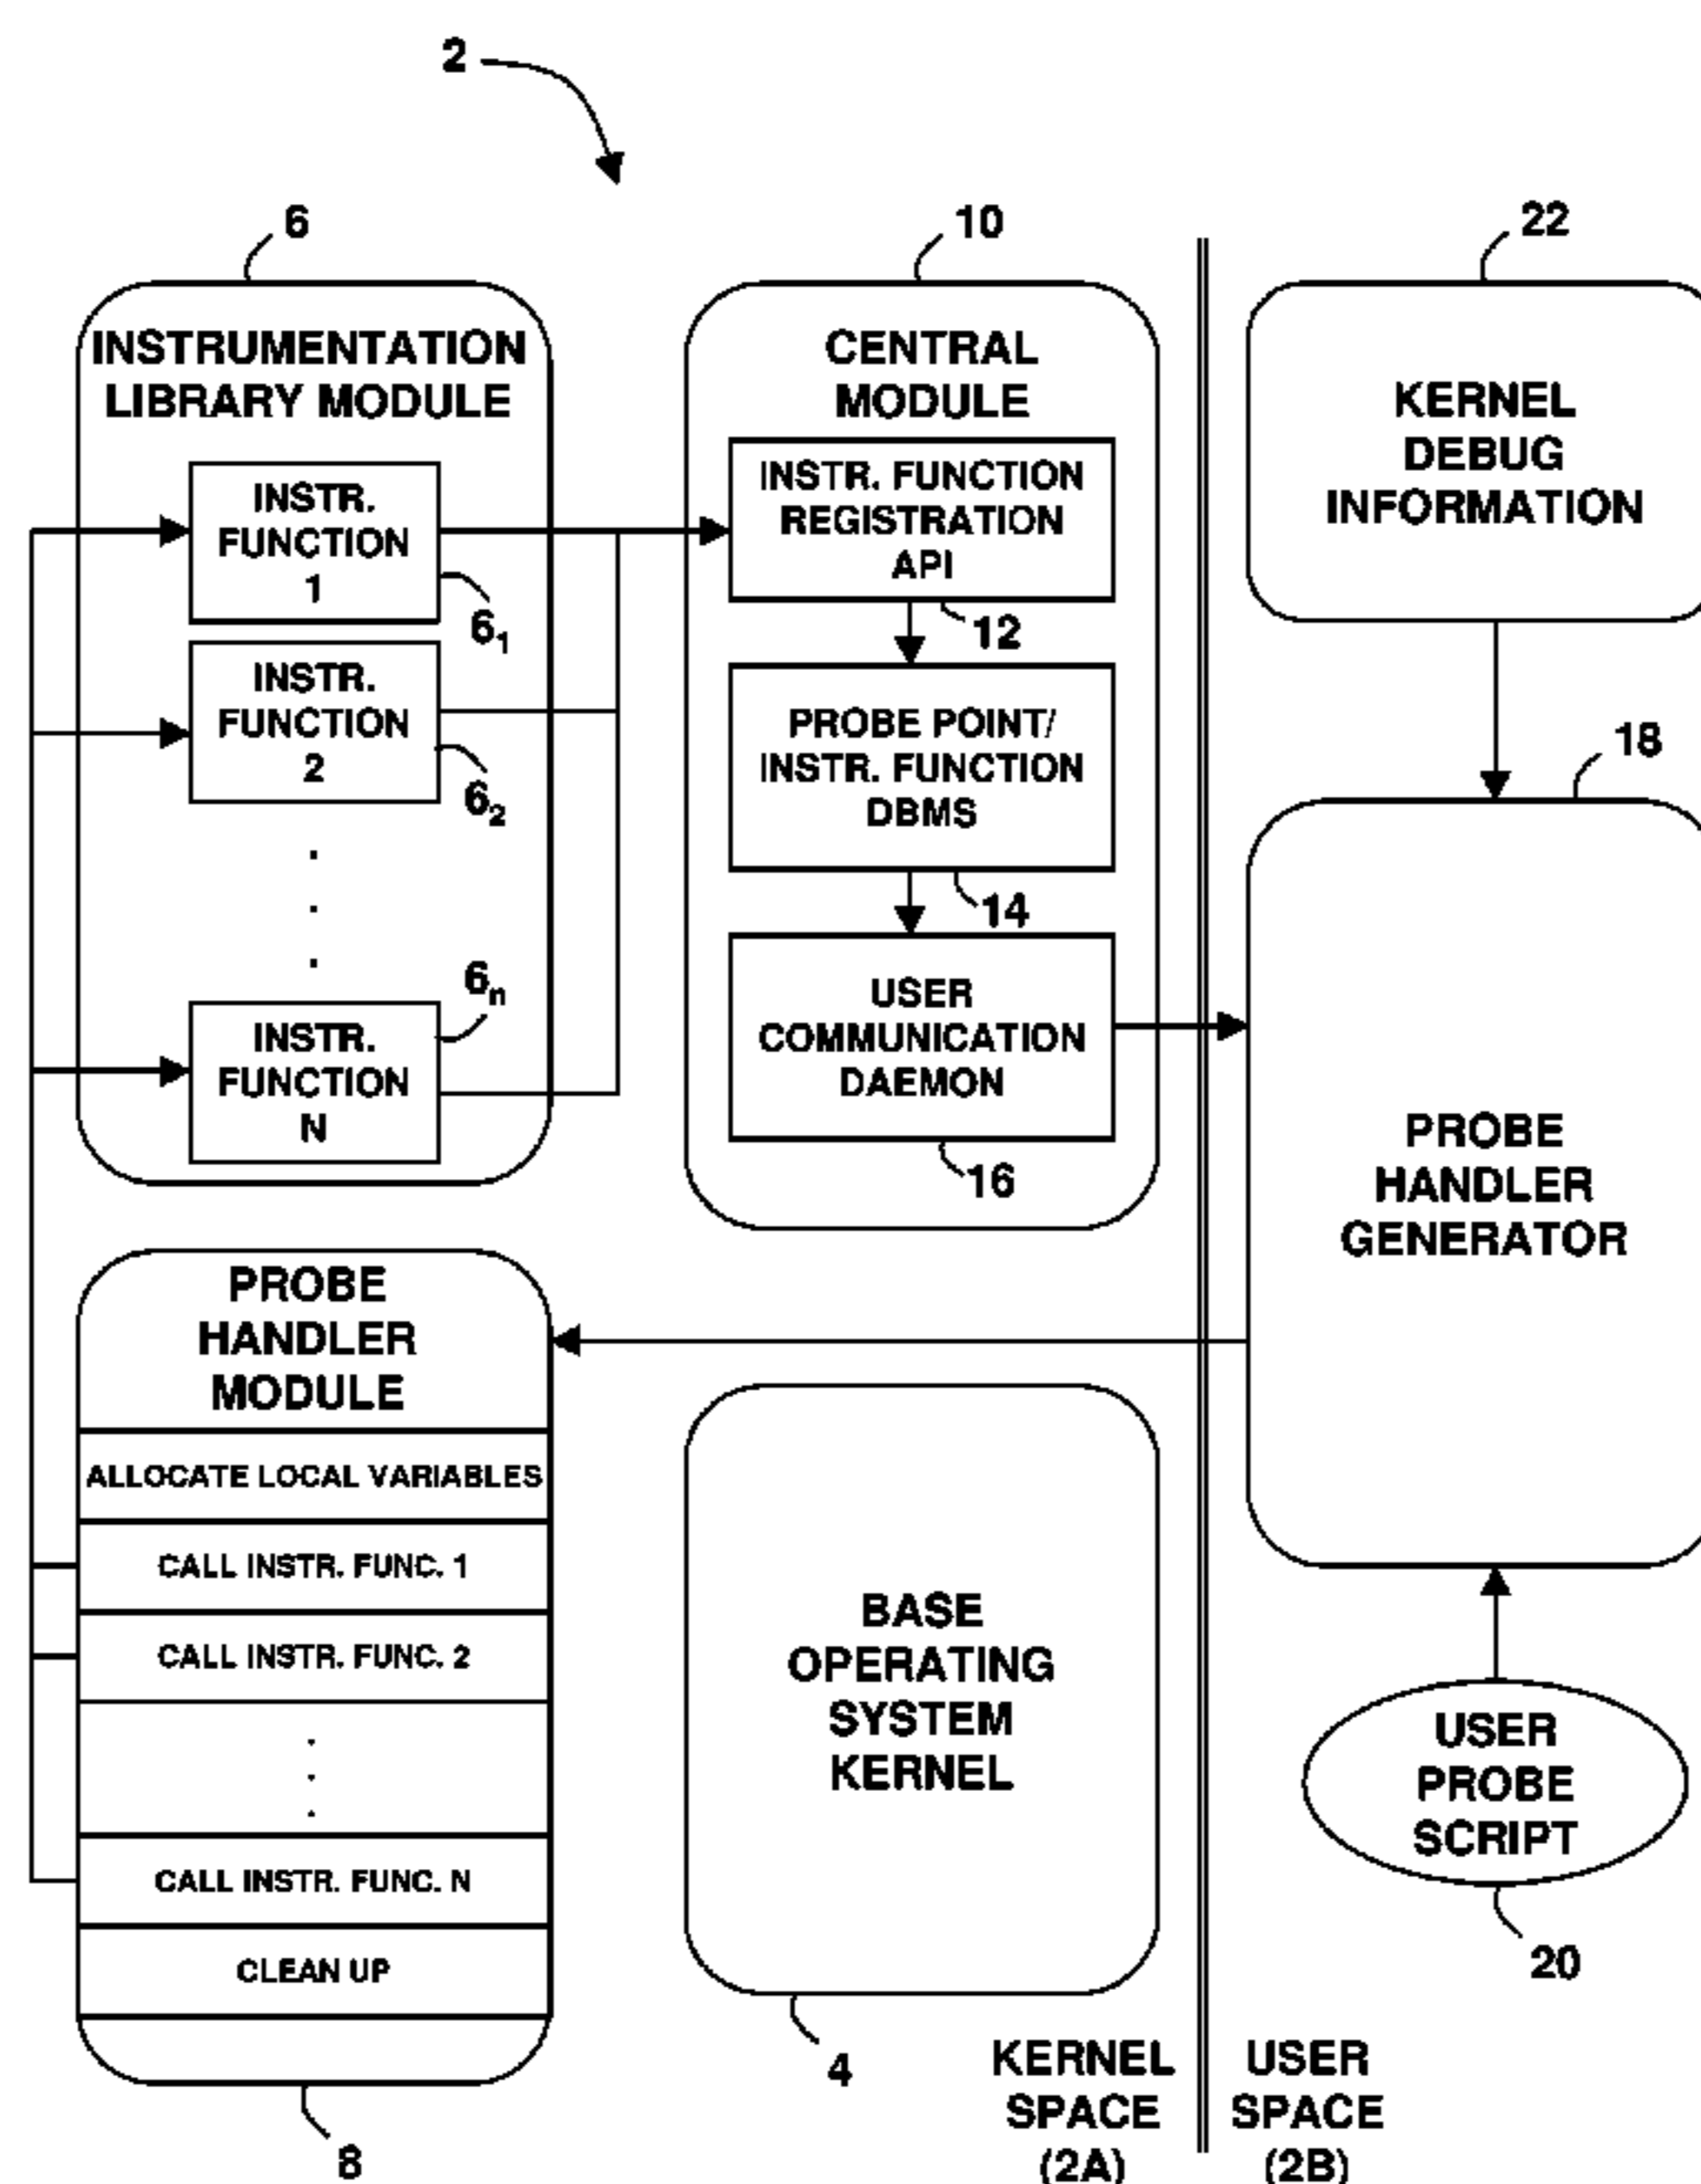 2
6
INSTRUMENTATION
LIBRARY MODULE
INSTR.
FUNCTION
1
6₁
INSTR.
FUNCTION
2
6₂
.
.
.
6ₙ
INSTR.
FUNCTION
N
10
CENTRAL
MODULE
INSTR. FUNCTION
REGISTRATION
API
12
PROBE POINT/
INSTR. FUNCTION
DBMS
14
USER
COMMUNICATION
DAEMON
16
22
KERNEL
DEBUG
INFORMATION
18
PROBE
HANDLER
GENERATOR
PROBE
HANDLER
MODULE
ALLOCATE LOCAL VARIABLES
CALL INSTR. FUNC. 1
CALL INSTR. FUNC. 2
.
.
.
CALL INSTR. FUNC. N
CLEAN UP
8
BASE
OPERATING
SYSTEM
KERNEL
4
USER
PROBE
SCRIPT
20
KERNEL
SPACE
(2A)
USER
SPACE
(2B)